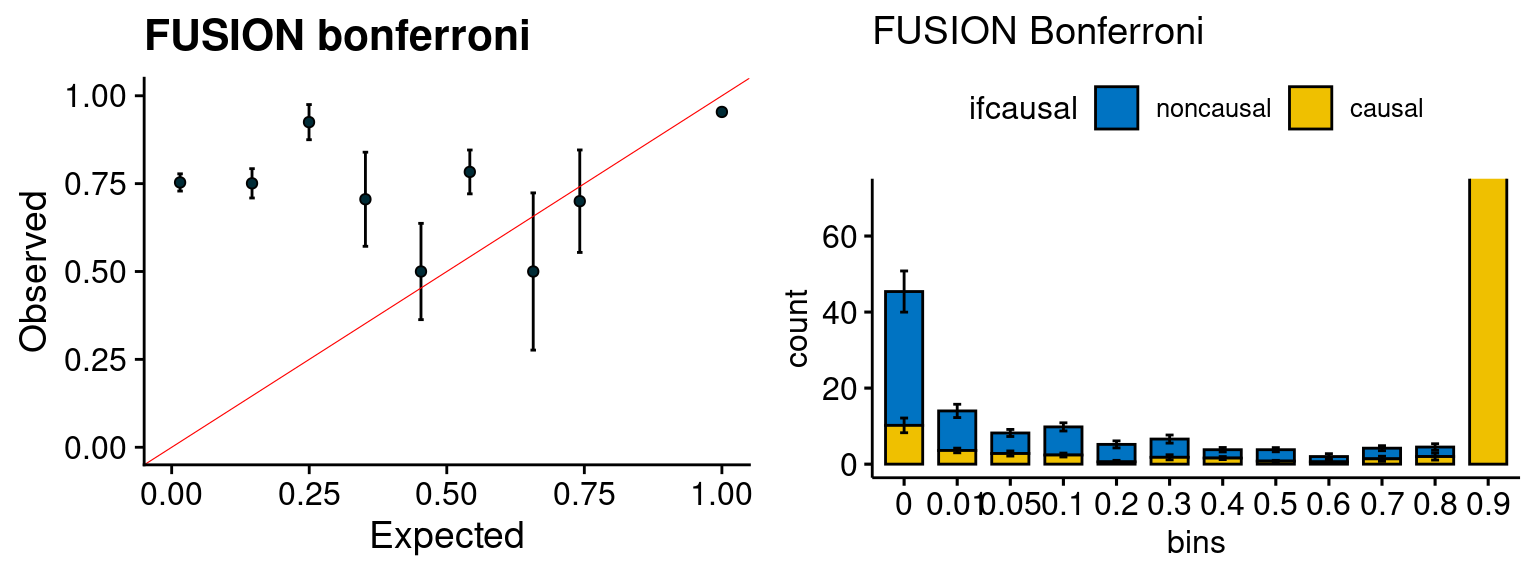 FUSION bonferroni
Observed
1.00
0.75
0.50
0.25
0.00
0.00 0.25 0.50 0.75 1.00
Expected
FUSION Bonferroni
ifcausal noncausal causal
count
60
40
20
0
0 0.01 0.05 0.1 0.2 0.3 0.4 0.5 0.6 0.7 0.8 0.9
bins